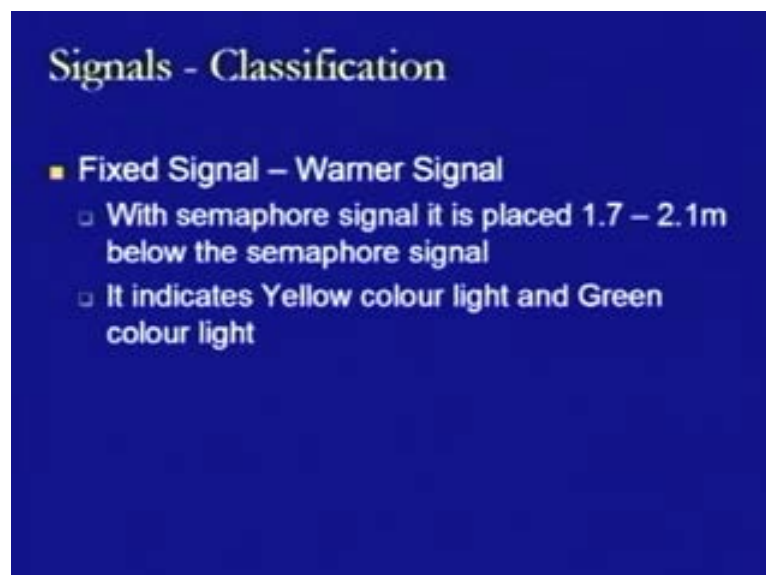 Signals - Classification
Fixed Signal – Warner Signal
With semaphore signal it is placed 1.7 – 2.1m
below the semaphore signal
It indicates Yellow colour light and Green
colour light